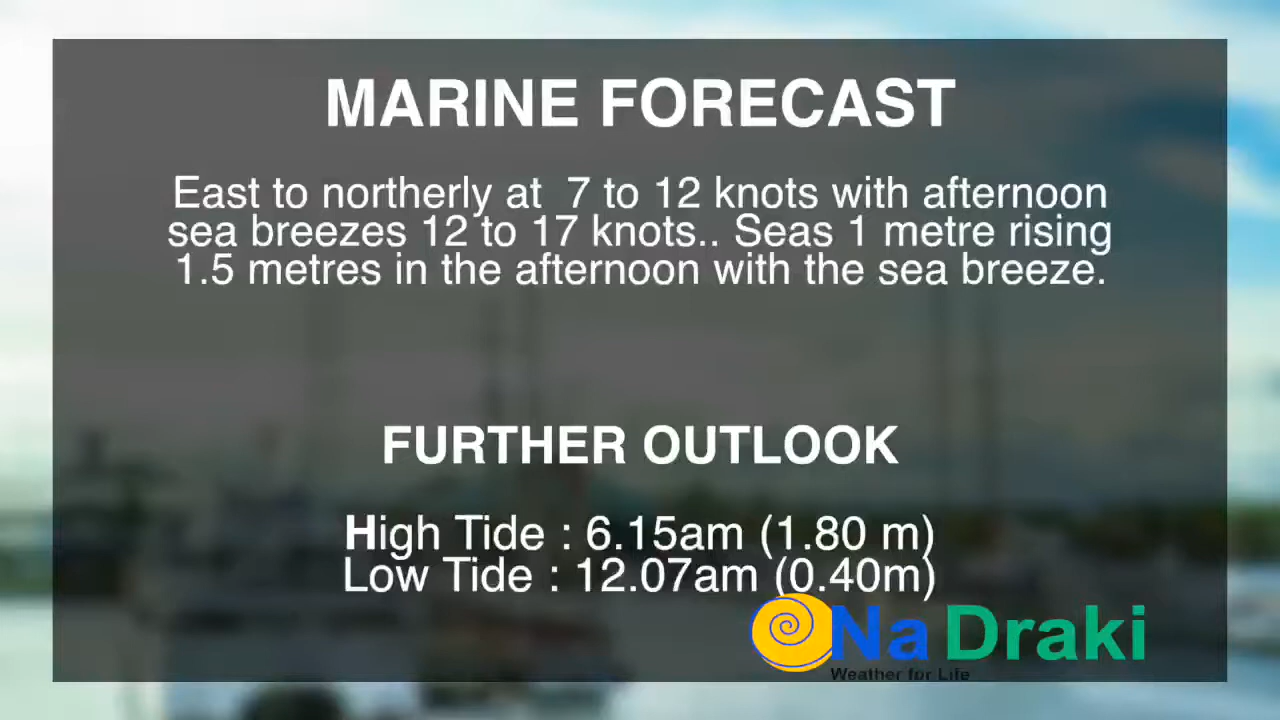 MARINE FORECAST
East to northerly at  7 to 12 knots with afternoon
sea breezes 12 to 17 knots.. Seas 1 metre rising
1.5 metres in the afternoon with the sea breeze.
FURTHER OUTLOOK
High Tide : 6.15am (1.80 m)
Low Tide : 12.07am (0.40m)
Na Draki
Weather for Life